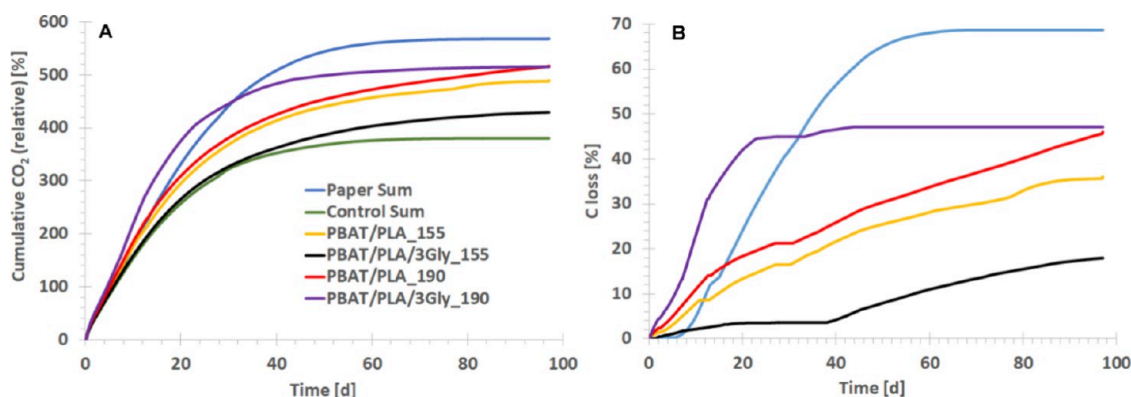 A
Cumulative CO₂ (relative) [%]
600
500
400
300
200
100
0
0 20 40 60 80 100
Time [d]
Paper Sum
Control Sum
PBAT/PLA_155
PBAT/PLA/3Gly_155
PBAT/PLA_190
PBAT/PLA/3Gly_190
B
C loss [%]
70
60
50
40
30
20
10
0
0 20 40 60 80 100
Time [d]